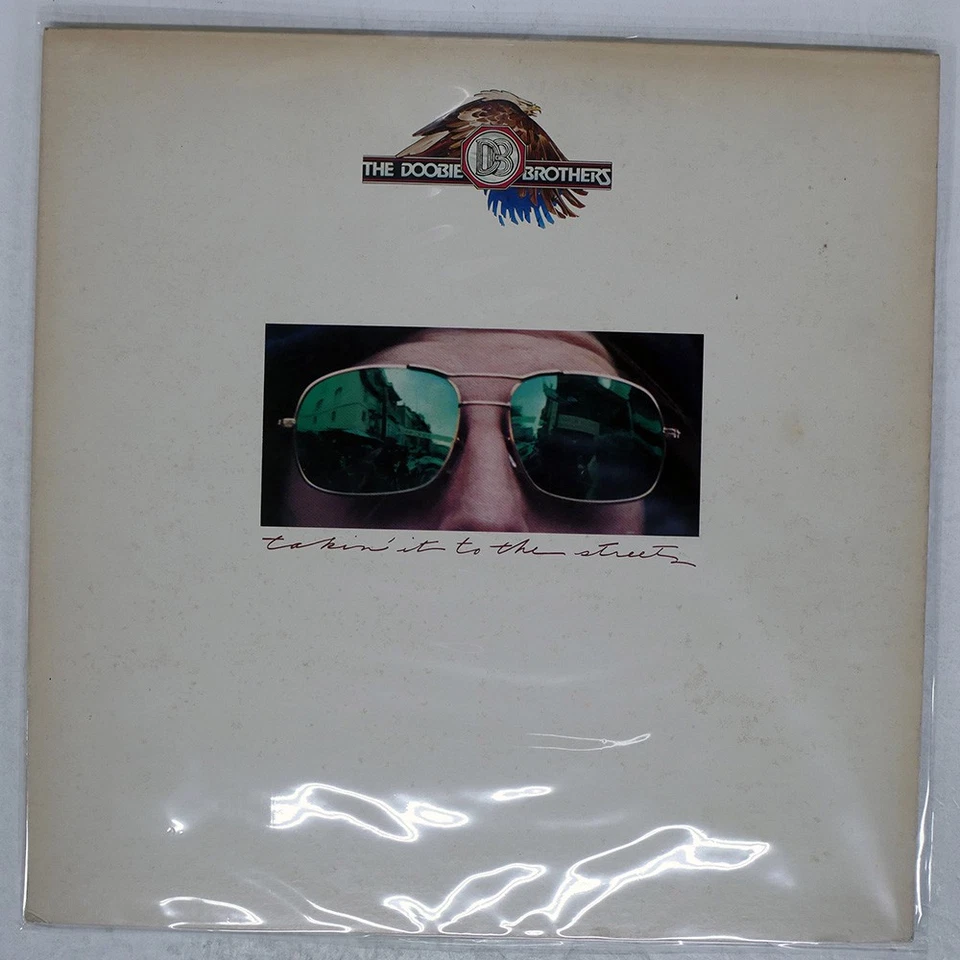 THE DOOBIE DB BROTHERS
takin' it to the streets